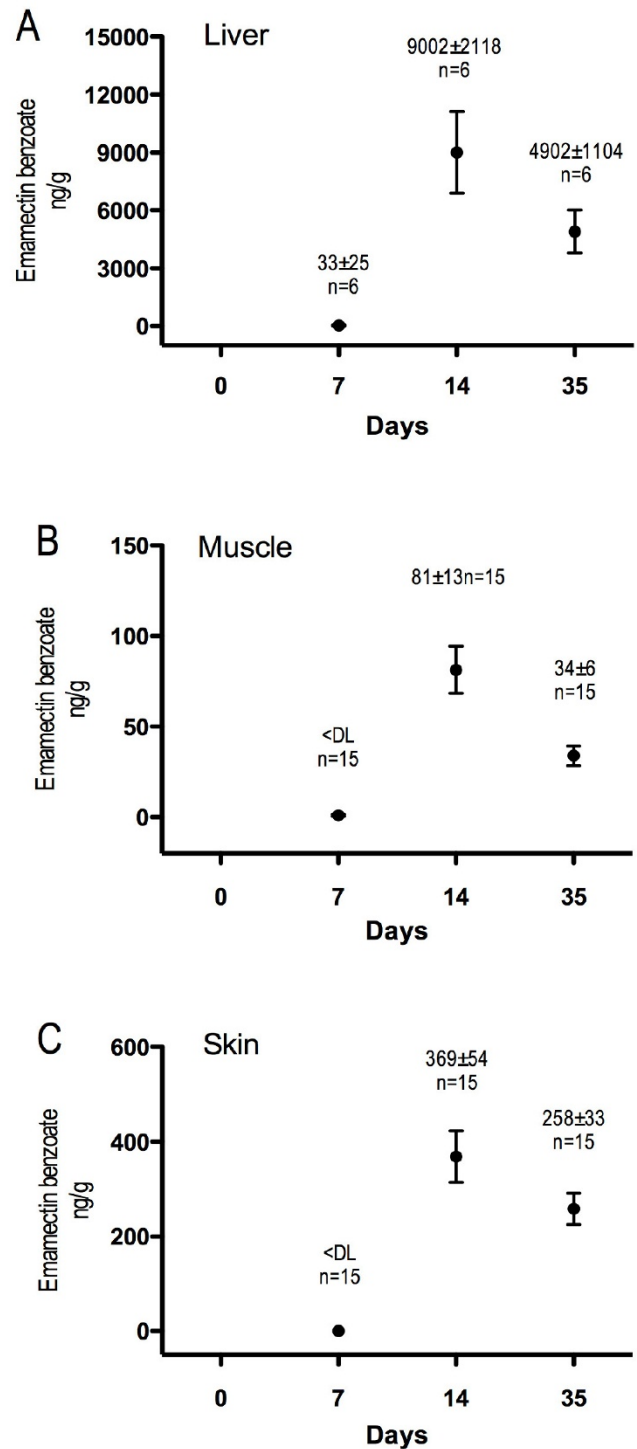 A
Liver
Emamectin benzoate
ng/g
15000
12000
9000
6000
3000
0
9002±2118
n=6
4902±1104
n=6
33±25
n=6
0 7 14 35
Days
B
Muscle
Emamectin benzoate
ng/g
150
100
50
0
81±13n=15
34±6
n=15
<DL
n=15
0 7 14 35
Days
C
Skin
Emamectin benzoate
ng/g
600
400
200
0
369±54
n=15
258±33
n=15
<DL
n=15
0 7 14 35
Days